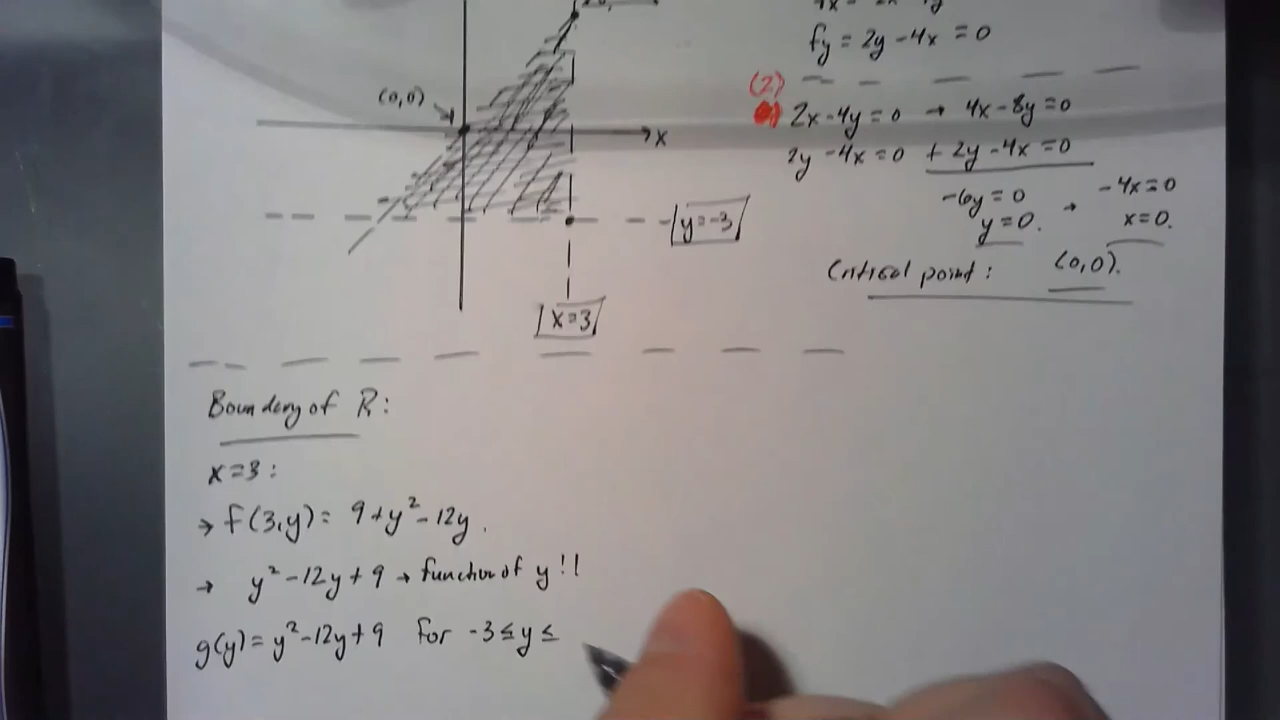 fy = 2y - 4x = 0
(2)
2x - 4y = 0 → 4x - 8y = 0
2y - 4x = 0 + 2y - 4x = 0
-6y = 0 → -4x = 0
y = 0. x = 0.
Critical point: (0,0).
(0,0)
x
y = -3
x = 3
Boundary of R:
x = 3:
→ f(3,y) = 9 + y² - 12y.
→ y² - 12y + 9 → function of y!!
g(y) = y² - 12y + 9 for -3 ≤ y ≤